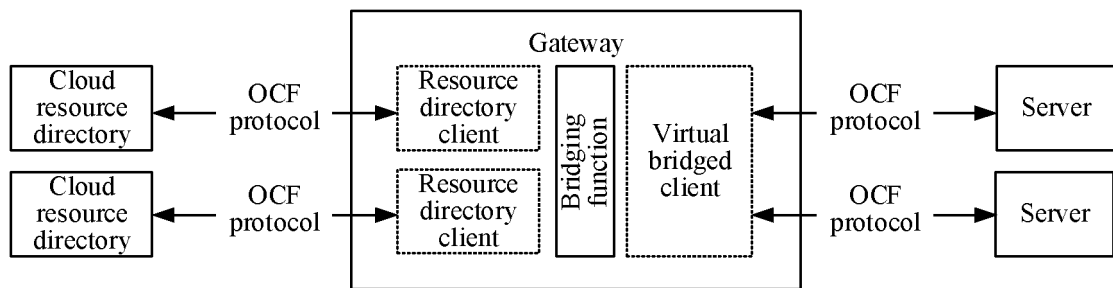 Gateway
Cloud
resource
directory
OCF
protocol
Resource
directory
client
Bridging
function
Virtual
bridged
client
OCF
protocol
Server
Cloud
resource
directory
OCF
protocol
Resource
directory
client
OCF
protocol
Server